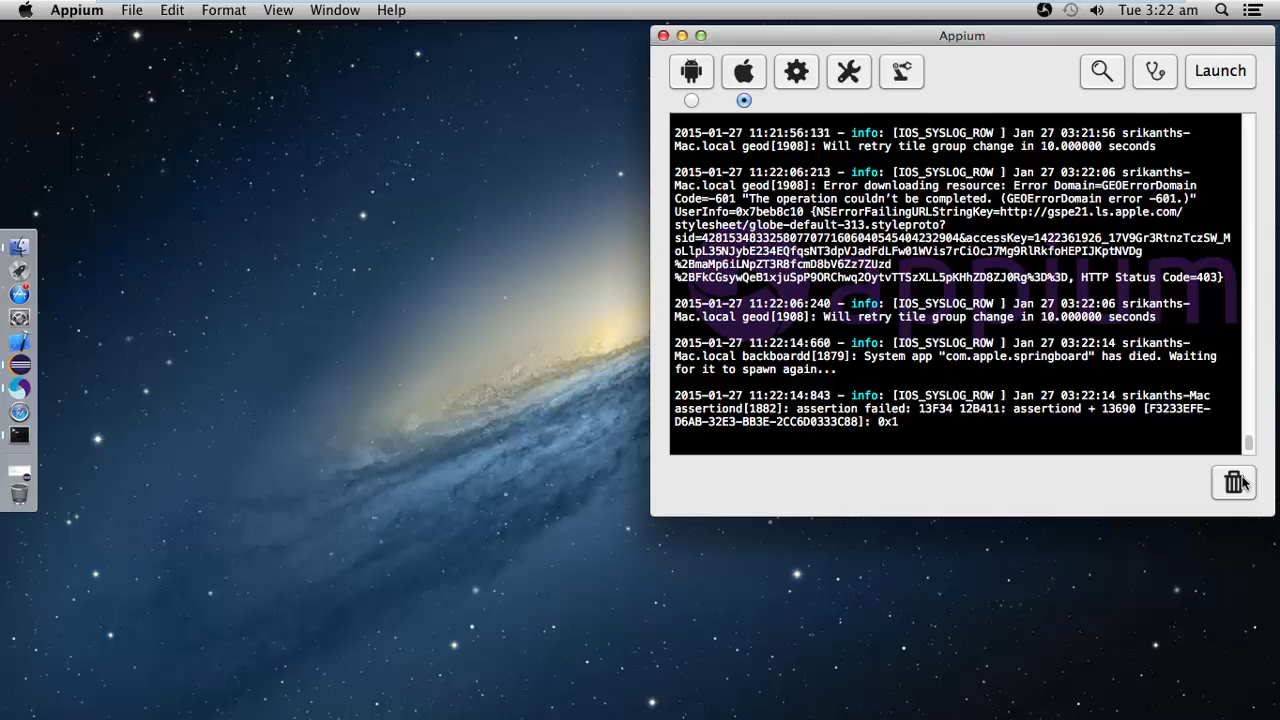 Appium File Edit Format View Window Help Tue 3:22 am
Appium
Launch
2015-01-27 11:21:56:131 - info: [IOS_SYSLOG_ROW ] Jan 27 03:21:56 srikanths-
Mac.local geod[1908]: Will retry tile group change in 10.000000 seconds
2015-01-27 11:22:06:213 - info: [IOS_SYSLOG_ROW ] Jan 27 03:22:06 srikanths-
Mac.local geod[1908]: Error downloading resource: Error Domain=GEOErrorDomain
Code=-601 "The operation couldn’t be completed. (GEOErrorDomain error -601.)"
UserInfo=0x7beb8c10 {NSErrorFailingURLStringKey=http://gspe21.ls.apple.com/
stylesheet/globe-default-313.styleproto?
sid=4281534833258077077160604054540423290​4&accessKey=1422361926_17V9Gr3RtnzTczSW_M
oLlpL35NJybE234EQfqsNT3dpVJadFdLFw01WVis7rCiOcJ7Mg9RlRkfoHEPIJKptNVDg
%2BmaMp6iLNpZT3R8fcmD8bV6Zz7ZUzd
%2BFkCGsywQeB1xjuSpP9ORChwq2OytvTTSzXLL5pKHhZD8ZJ0Rg%3D%3D, HTTP Status Code=403}
2015-01-27 11:22:06:240 - info: [IOS_SYSLOG_ROW ] Jan 27 03:22:06 srikanths-
Mac.local geod[1908]: Will retry tile group change in 10.000000 seconds
2015-01-27 11:22:14:660 - info: [IOS_SYSLOG_ROW ] Jan 27 03:22:14 srikanths-
Mac.local backboardd[1879]: System app "com.apple.springboard" has died. Waiting
for it to spawn again...
2015-01-27 11:22:14:843 - info: [IOS_SYSLOG_ROW ] Jan 27 03:22:14 srikanths-Mac
assertiond[1882]: assertion failed: 13F34 12B411: assertiond + 13690 [F3233EFE-
D6AB-32E3-BB3E-2CC6D0333C88]: 0x1
appium